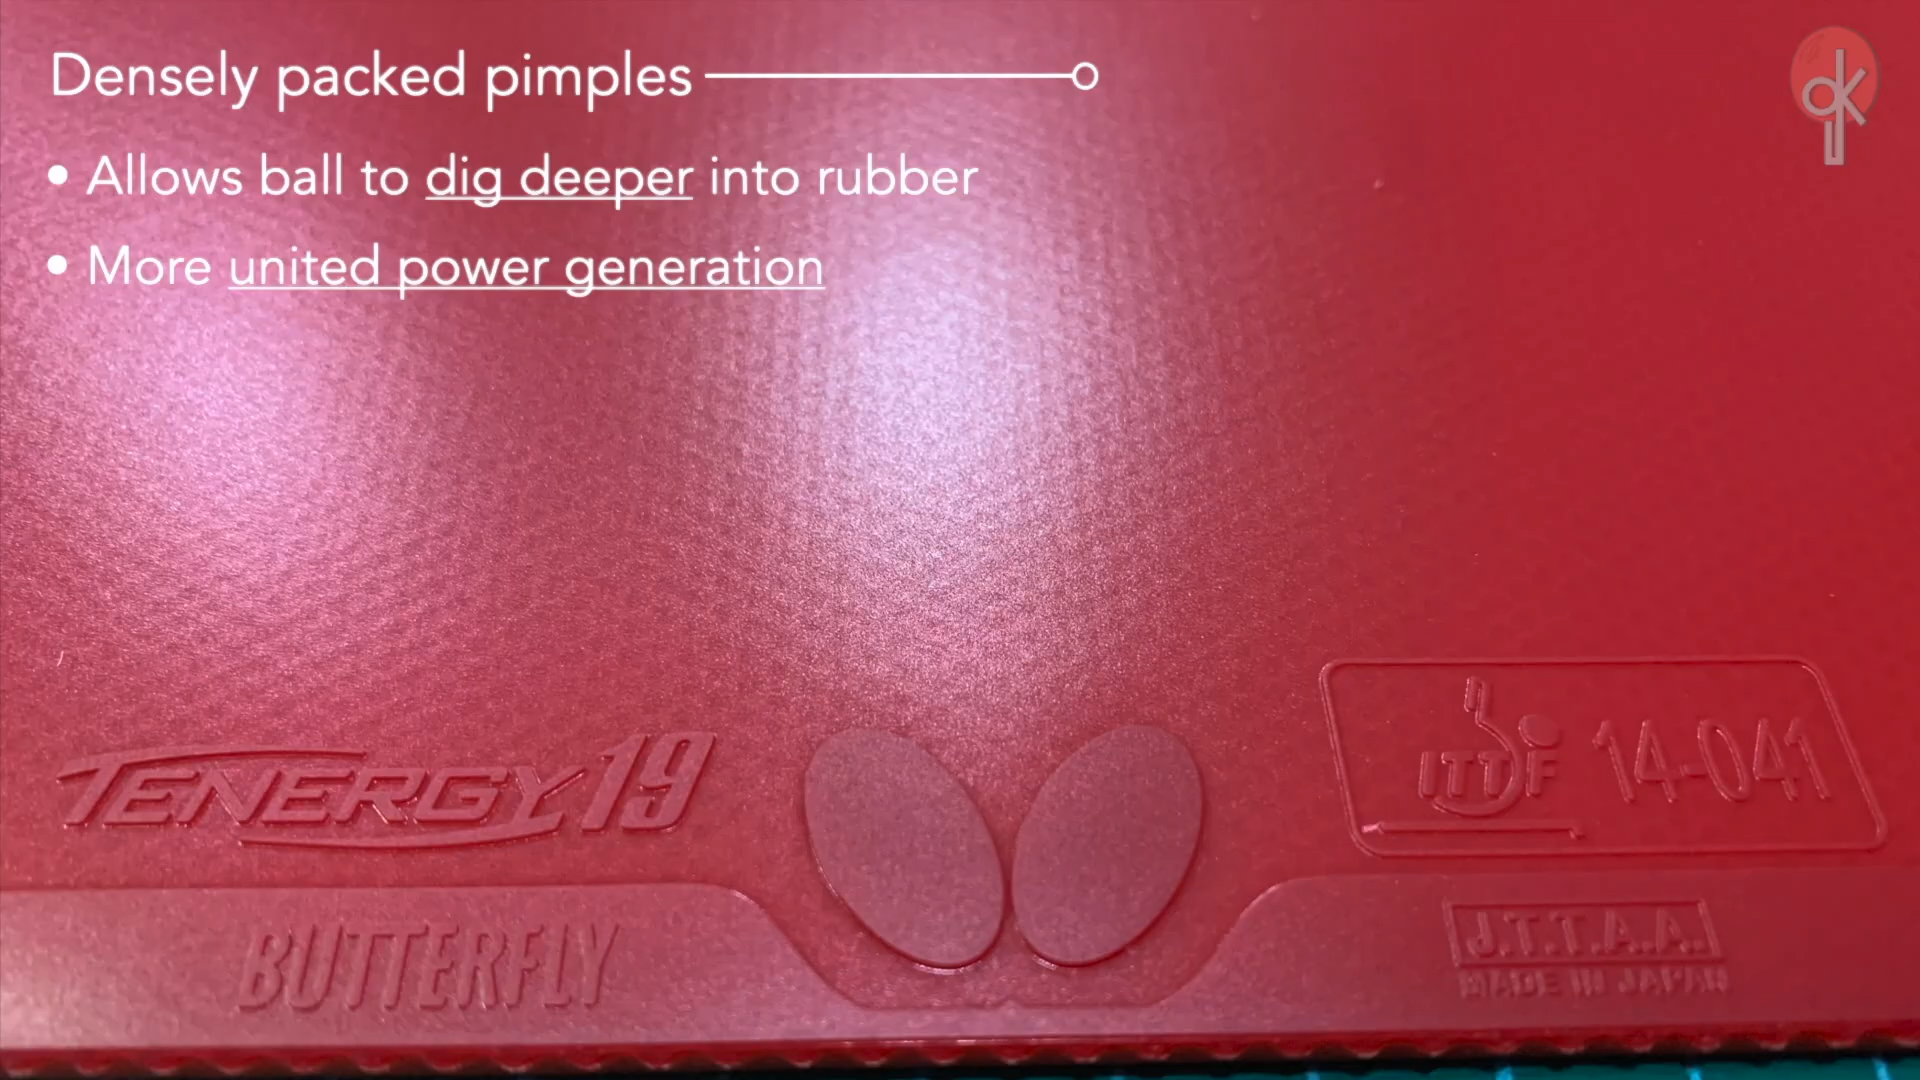 Densely packed pimples
• Allows ball to dig deeper into rubber
• More united power generation
TENERGY 19
ITTF 14-041
BUTTERFLY
J.T.T.A.A.
MADE IN JAPAN